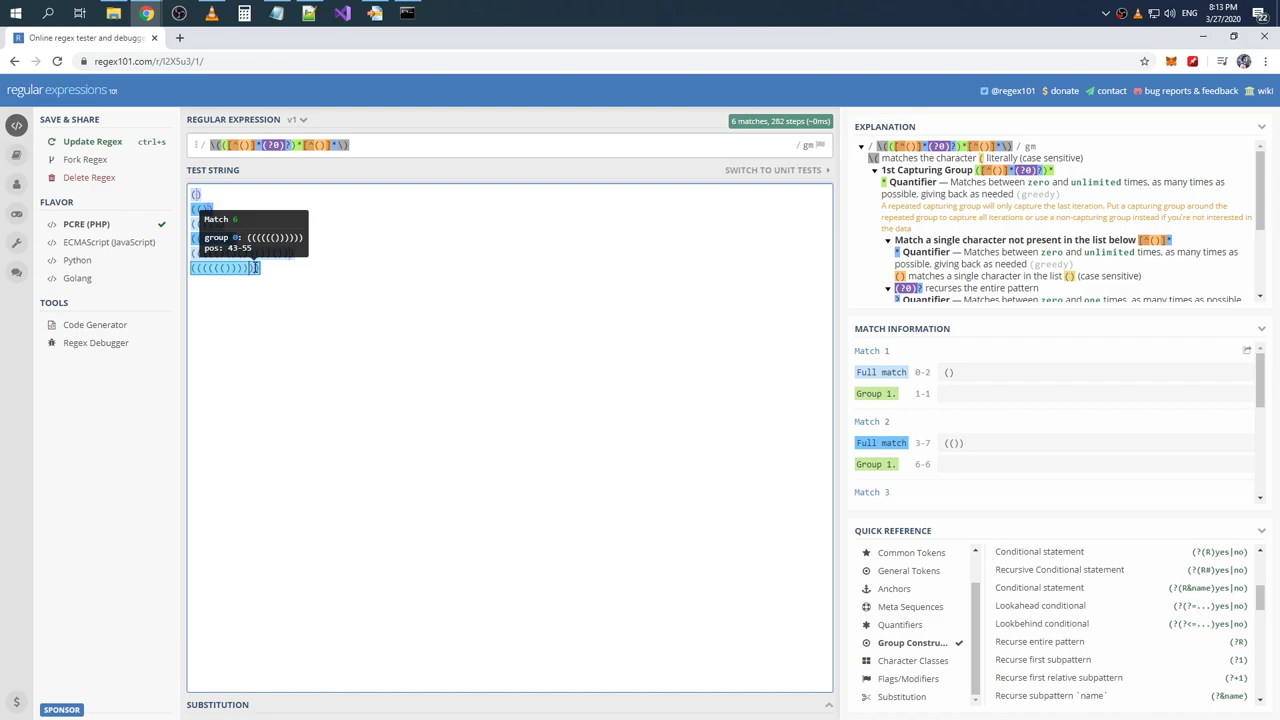 8:13 PM
ENG
3/27/2020
22
Online regex tester and debugge
regex101.com/r/I2X5u3/1/
regular expressions 101
@regex101
donate
contact
bug reports & feedback
wiki
SAVE & SHARE
Update Regex ctrl+s
Fork Regex
Delete Regex
FLAVOR
PCRE (PHP)
ECMAScript (JavaScript)
Python
Golang
TOOLS
Code Generator
Regex Debugger
SPONSOR
REGULAR EXPRESSION v1
6 matches, 282 steps (~0ms)
/ \(([^()]*(?0)?)*[^()]*\) / gm
TEST STRING
SWITCH TO UNIT TESTS
()
Match 6
group 0: (((((())))))
pos: 43-55
(((((())))))
SUBSTITUTION
EXPLANATION
/ \(([^()]*(?0)?)*[^()]*\) / gm
\( matches the character ( literally (case sensitive)
1st Capturing Group ([^()]*(?0)?)*
* Quantifier — Matches between zero and unlimited times, as many times as
possible, giving back as needed (greedy)
A repeated capturing group will only capture the last iteration. Put a capturing group around the
repeated group to capture all iterations or use a non-capturing group instead if you're not interested in
the data
Match a single character not present in the list below [^()]*
* Quantifier — Matches between zero and unlimited times, as many times as
possible, giving back as needed (greedy)
() matches a single character in the list () (case sensitive)
(?0)? recurses the entire pattern
? Quantifier — Matches between zero and one times, as many times as possible,
MATCH INFORMATION
Match 1
Full match 0-2 ()
Group 1. 1-1
Match 2
Full match 3-7 (())
Group 1. 6-6
Match 3
QUICK REFERENCE
Common Tokens
General Tokens
Anchors
Meta Sequences
Quantifiers
Group Constru...
Character Classes
Flags/Modifiers
Substitution
Conditional statement (?(R)yes|no)
Recursive Conditional statement (?(R#)yes|no)
Conditional statement (?(R&name)yes|no)
Lookahead conditional (?(?=...)yes|no)
Lookbehind conditional (?(?<=...)yes|no)
Recurse entire pattern (?R)
Recurse first subpattern (?1)
Recurse first relative subpattern (?+1)
Recurse subpattern `name` (?&name)